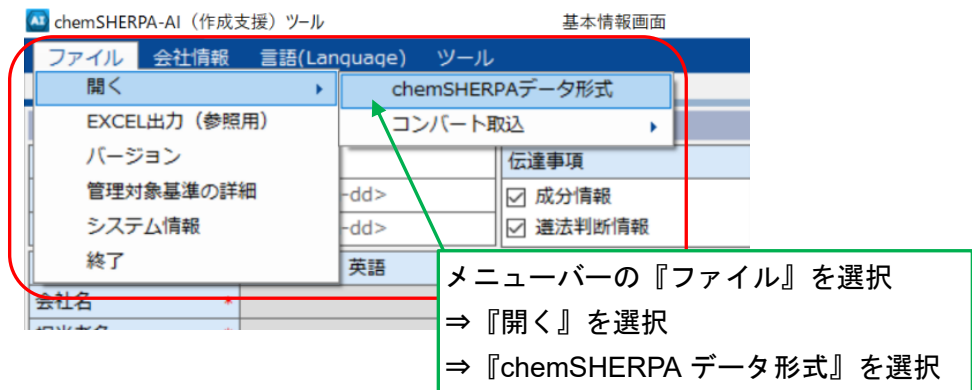 AI chemSHERPA-AI（作成支援）ツール 基本情報画面
ファイル 会社情報 言語(Language) ツール
開く chemSHERPAデータ形式
EXCEL出力（参照用） コンバート取込
バージョン 伝達事項
管理対象基準の詳細 -dd> 成分情報
システム情報 -dd> 遵法判断情報
終了 英語
会社名 *
メニューバーの『ファイル』を選択
⇒『開く』を選択
⇒『chemSHERPA データ形式』を選択